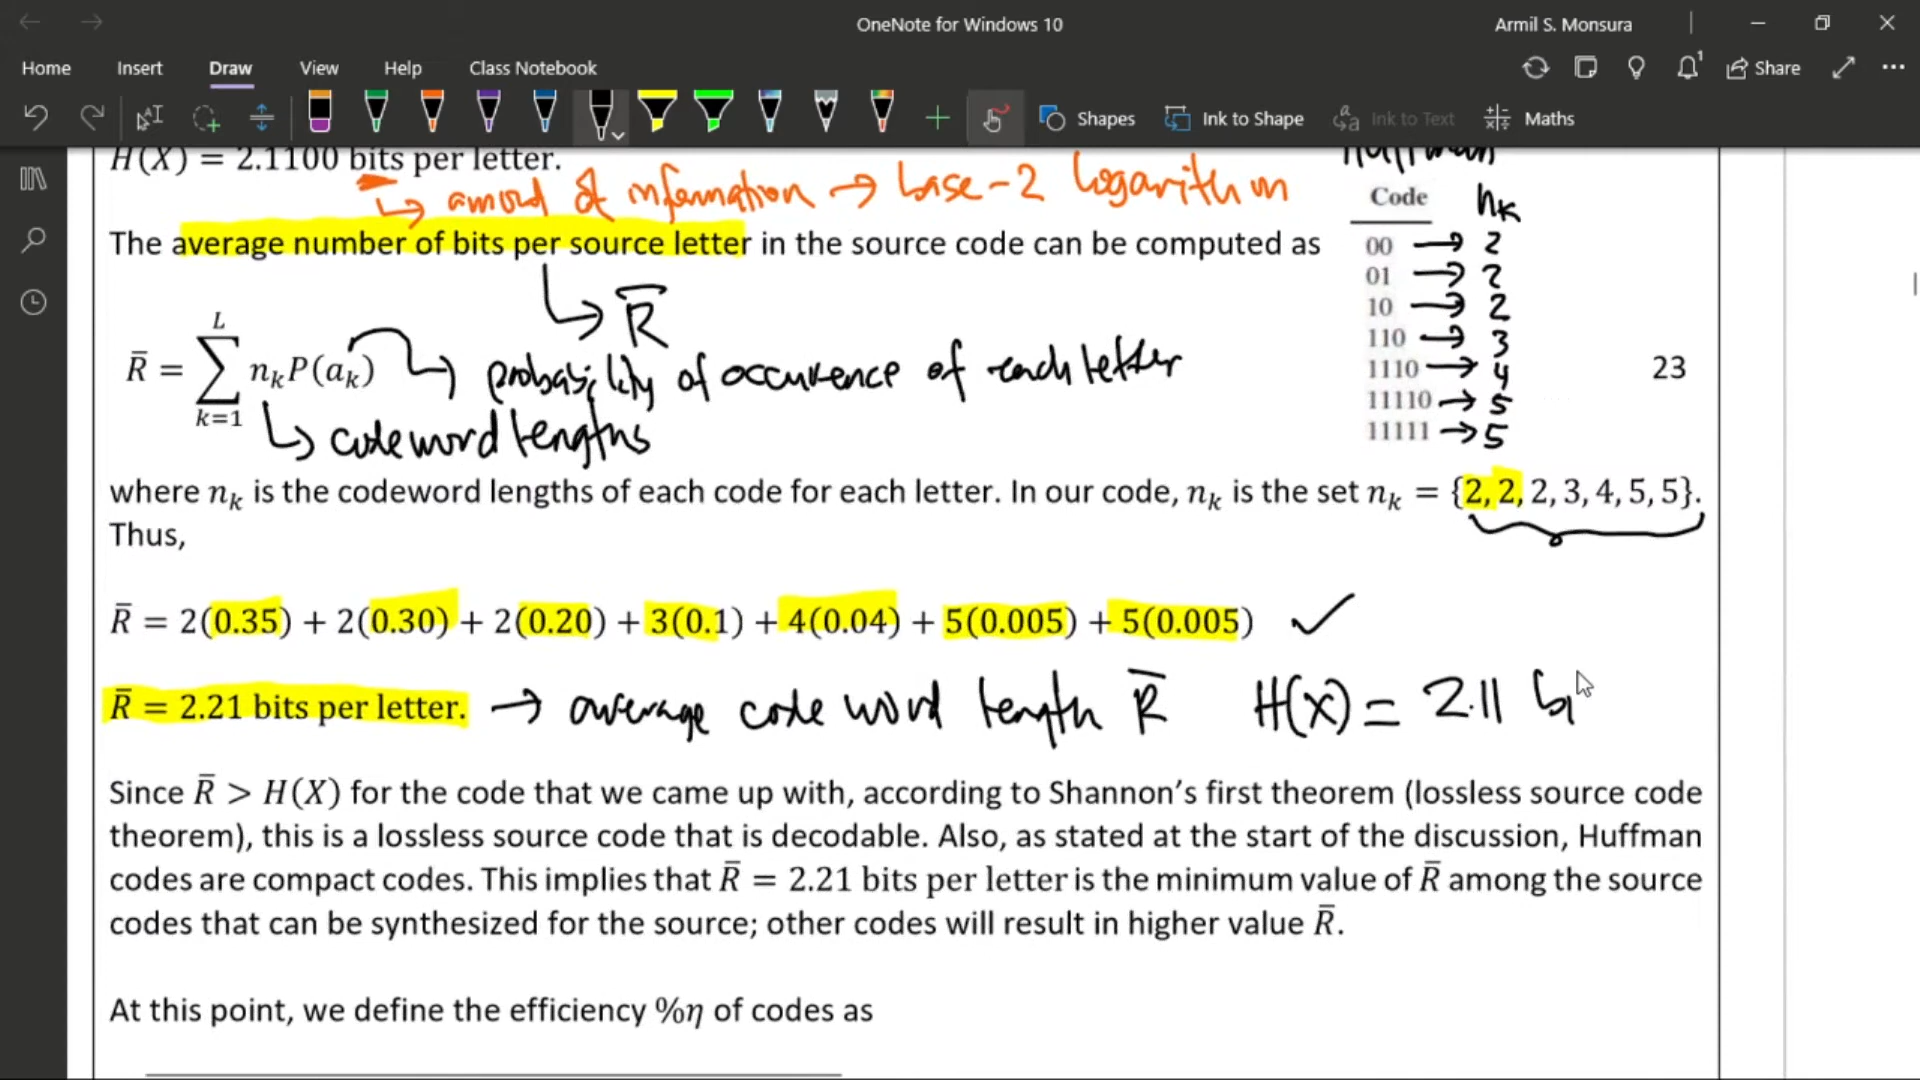 OneNote for Windows 10
Armil S. Monsura
Home Insert Draw View Help Class Notebook
Share
Shapes Ink to Shape Ink to Text Maths
H(X) = 2.1100 bits per letter.
Huffman
↳ amount of information → base-2 logarithm
Code n_k
The average number of bits per source letter in the source code can be computed as
↳ R̄
00 → 2
01 → 2
10 → 2
110 → 3
1110 → 4
11110 → 5
11111 → 5
R̄ = ∑_{k=1}^{L} n_k P(a_k) ↳ probability of occurrence of each letter
23
↳ codeword lengths
where n_k is the codeword lengths of each code for each letter. In our code, n_k is the set n_k = {2, 2, 2, 3, 4, 5, 5}.
Thus,
R̄ = 2(0.35) + 2(0.30) + 2(0.20) + 3(0.1) + 4(0.04) + 5(0.005) + 5(0.005) ✓
R̄ = 2.21 bits per letter. → average code word length R̄ H(X) = 2.11 bi
Since R̄ > H(X) for the code that we came up with, according to Shannon's first theorem (lossless source code
theorem), this is a lossless source code that is decodable. Also, as stated at the start of the discussion, Huffman
codes are compact codes. This implies that R̄ = 2.21 bits per letter is the minimum value of R̄ among the source
codes that can be synthesized for the source; other codes will result in higher value R̄.
At this point, we define the efficiency %η of codes as